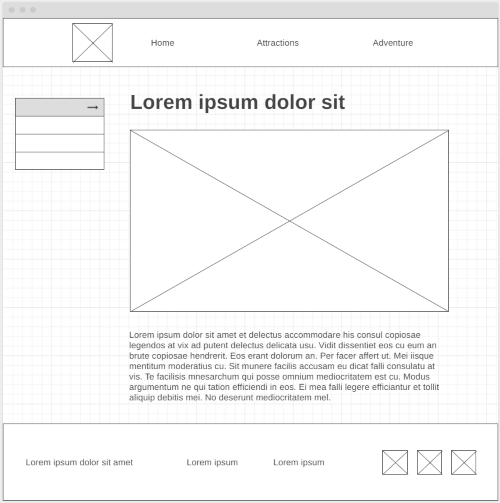 Home
Attractions
Adventure
Lorem ipsum dolor sit
Lorem ipsum dolor sit amet et delectus accommodare his consul copiosae
legendos at vix ad putent delectus delicata usu. Vidit dissentiet eos cu eum an
brute copiosae hendrerit. Eos erant dolorum an. Per facer affert ut. Mei iisque
mentitum moderatius cu. Sit munere facilis accusam eu dicat falli consulatu at
vis. Te facilisis mnesarchum qui posse omnium mediocritatem est cu. Modus
argumentum ne qui tation efficiendi in eos. Ei mea falli legere efficiantur et tollit
aliquip debitis mei. No deserunt mediocritatem mel.
Lorem ipsum dolor sit amet
Lorem ipsum
Lorem ipsum